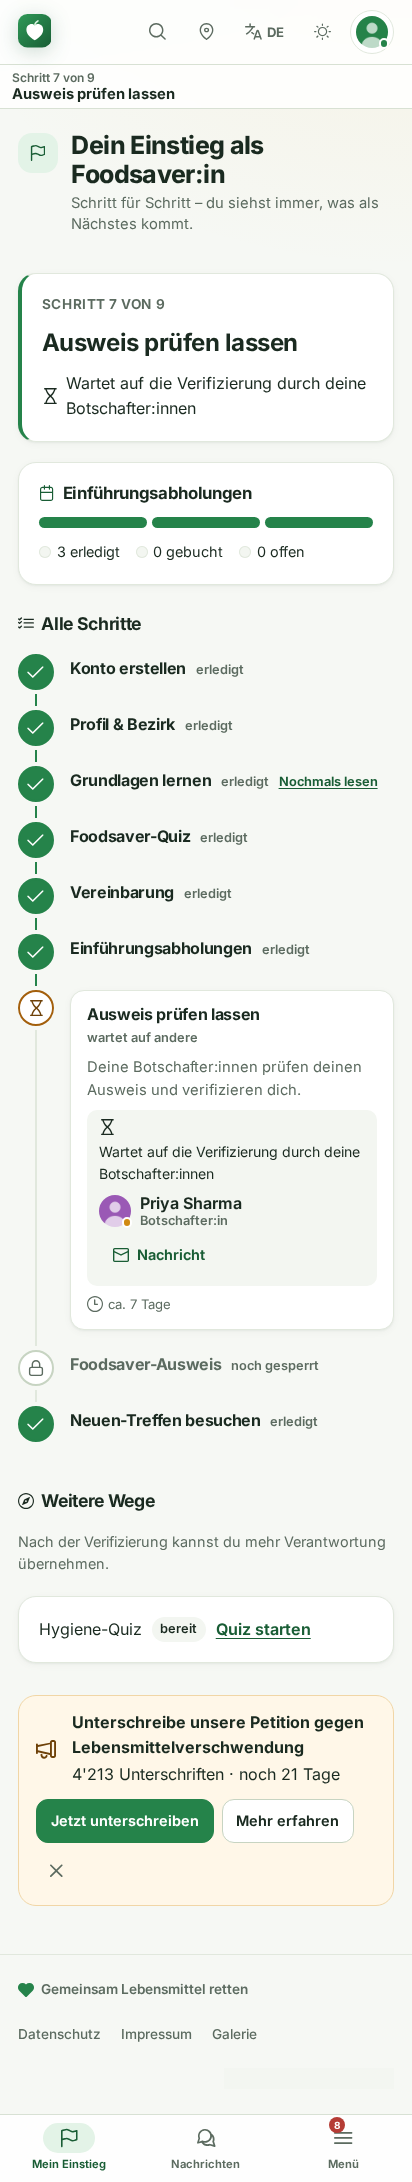 DE
Schritt 7 von 9
Ausweis prüfen lassen
Dein Einstieg als
Foodsaver:in
Schritt für Schritt – du siehst immer, was als
Nächstes kommt.
SCHRITT 7 VON 9
Ausweis prüfen lassen
Wartet auf die Verifizierung durch deine
Botschafter:innen
Einführungsabholungen
3 erledigt 0 gebucht 0 offen
Alle Schritte
Konto erstellen erledigt
Profil & Bezirk erledigt
Grundlagen lernen erledigt Nochmals lesen
Foodsaver-Quiz erledigt
Vereinbarung erledigt
Einführungsabholungen erledigt
Ausweis prüfen lassen
wartet auf andere
Deine Botschafter:innen prüfen deinen
Ausweis und verifizieren dich.
Wartet auf die Verifizierung durch deine
Botschafter:innen
Priya Sharma
Botschafter:in
Nachricht
ca. 7 Tage
Foodsaver-Ausweis noch gesperrt
Neuen-Treffen besuchen erledigt
Weitere Wege
Nach der Verifizierung kannst du mehr Verantwortung
übernehmen.
Hygiene-Quiz bereit Quiz starten
Unterschreibe unsere Petition gegen
Lebensmittelverschwendung
4'213 Unterschriften · noch 21 Tage
Jetzt unterschreiben Mehr erfahren
Gemeinsam Lebensmittel retten
Datenschutz Impressum Galerie
8
Mein Einstieg Nachrichten Menü